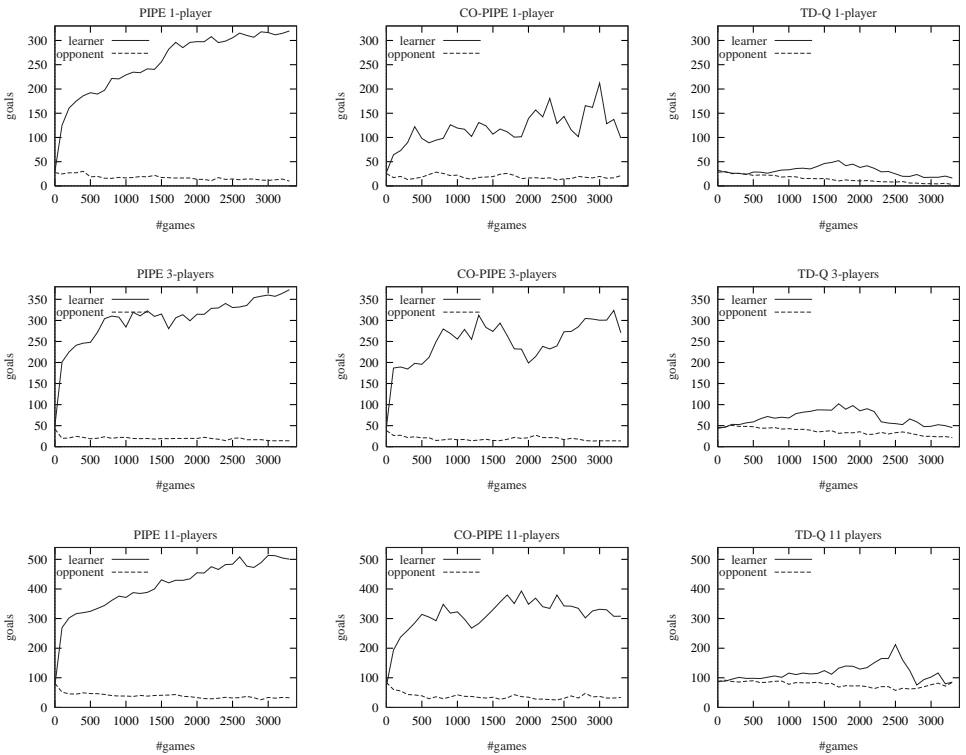 PIPE 1-player
300
250
200
150
100
50
0
goals
learner
opponent
0 500 1000 1500 2000 2500 3000
#games
CO-PIPE 1-player
300
250
200
150
100
50
0
goals
learner
opponent
0 500 1000 1500 2000 2500 3000
#games
TD-Q 1-player
300
250
200
150
100
50
0
goals
learner
opponent
0 500 1000 1500 2000 2500 3000
#games
PIPE 3-players
350
300
250
200
150
100
50
0
goals
learner
opponent
0 500 1000 1500 2000 2500 3000
#games
CO-PIPE 3-players
350
300
250
200
150
100
50
0
goals
learner
opponent
0 500 1000 1500 2000 2500 3000
#games
TD-Q 3-players
350
300
250
200
150
100
50
0
goals
learner
opponent
0 500 1000 1500 2000 2500 3000
#games
PIPE 11-players
500
400
300
200
100
0
goals
learner
opponent
0 500 1000 1500 2000 2500 3000
#games
CO-PIPE 11-players
500
400
300
200
100
0
goals
learner
opponent
0 500 1000 1500 2000 2500 3000
#games
TD-Q 11 players
500
400
300
200
100
0
goals
learner
opponent
0 500 1000 1500 2000 2500 3000
#games